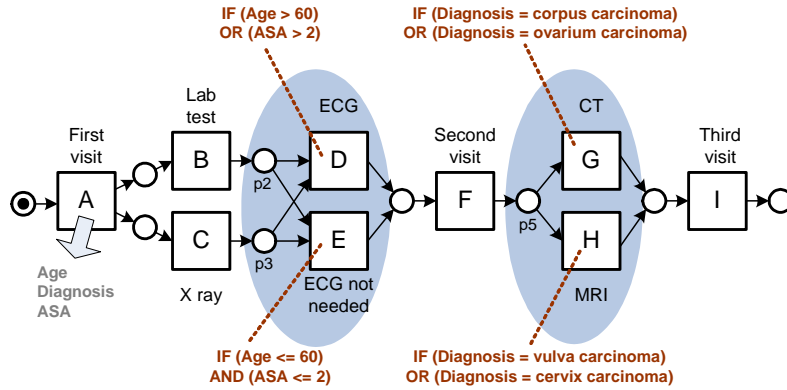 IF (Age > 60)
OR (ASA > 2)
IF (Diagnosis = corpus carcinoma)
OR (Diagnosis = ovarium carcinoma)
ECG
CT
Lab
test
First
visit
Second
visit
Third
visit
B
D
G
p2
A
F
p5
I
C
E
H
p3
X ray
ECG not
needed
MRI
Age
Diagnosis
ASA
IF (Age <= 60)
AND (ASA <= 2)
IF (Diagnosis = vulva carcinoma)
OR (Diagnosis = cervix carcinoma)